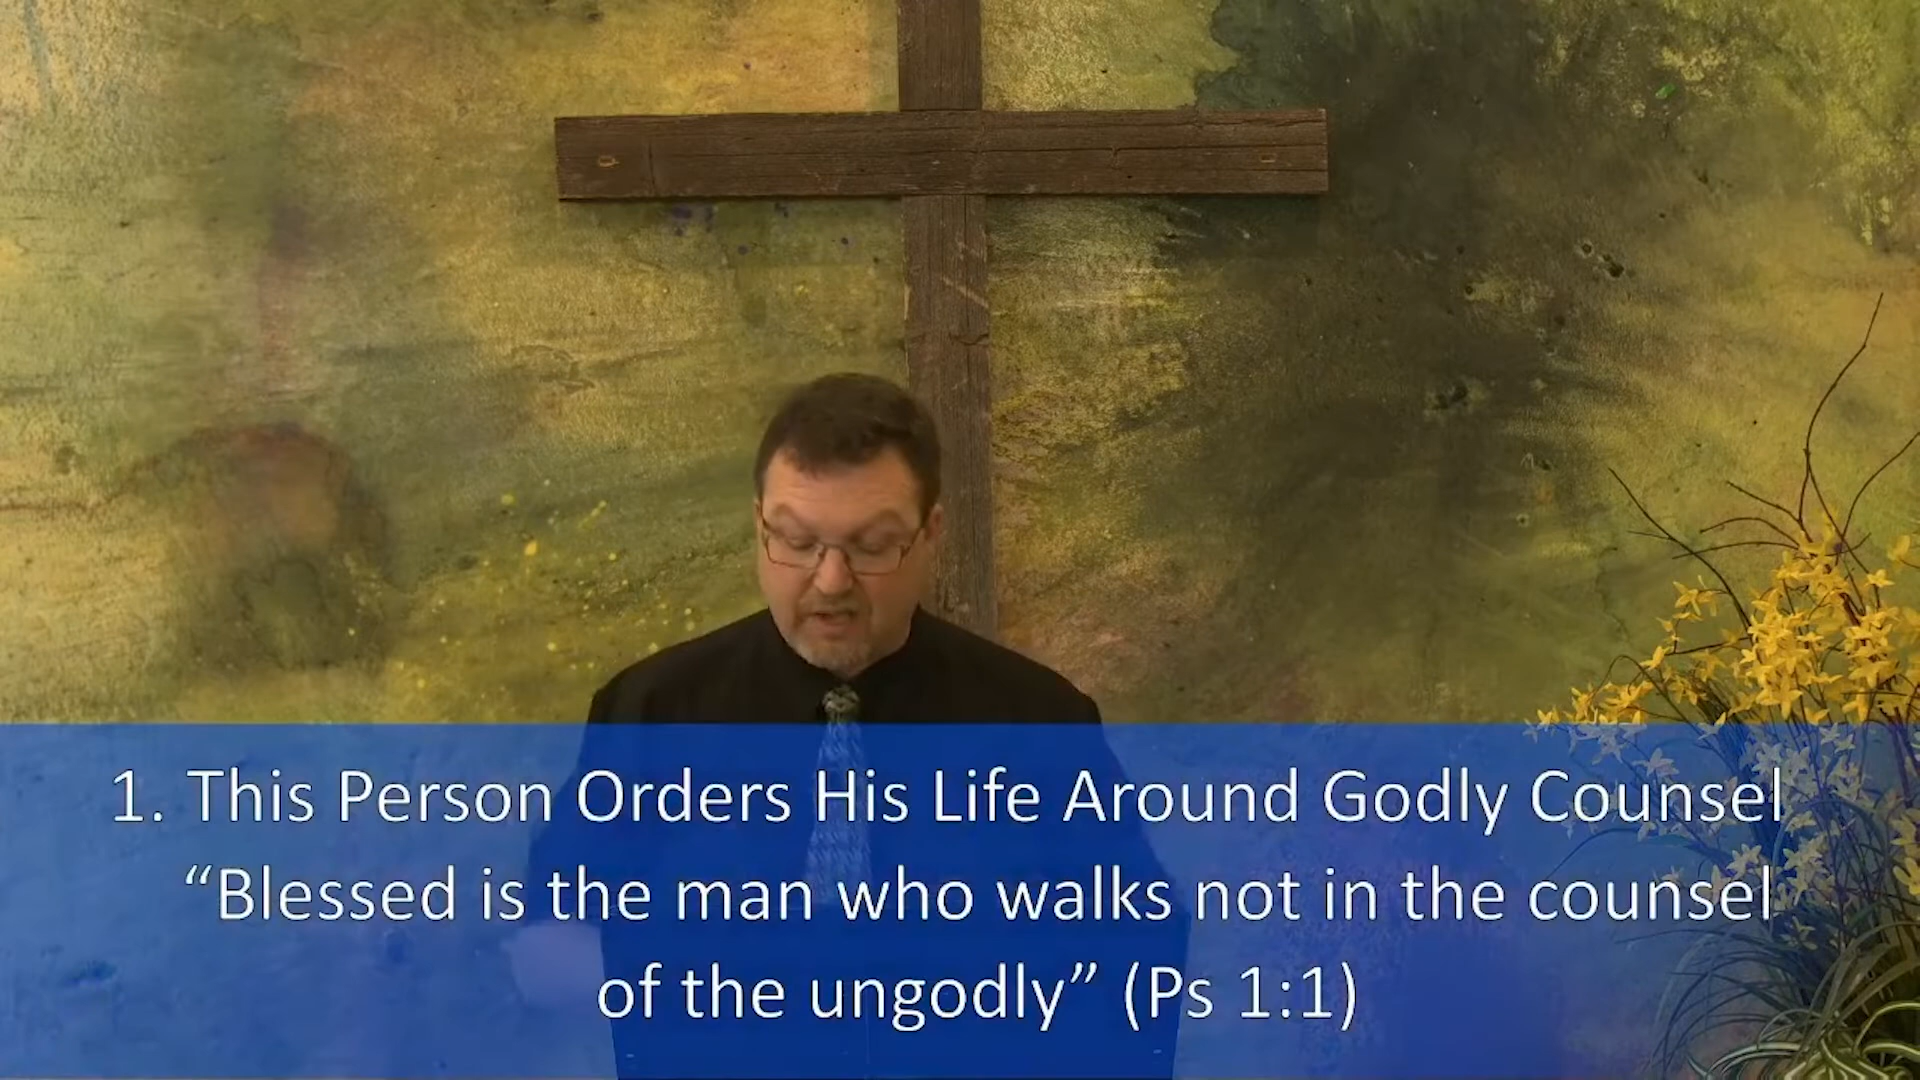 1. This Person Orders His Life Around Godly Counsel
“Blessed is the man who walks not in the counsel
of the ungodly” (Ps 1:1)